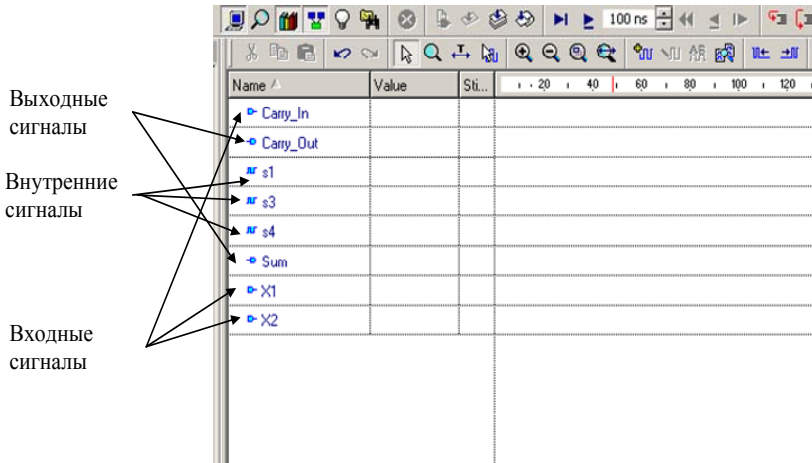 100 ns
Name Value Sti... 20 40 60 80 100 120
Выходные
сигналы
Carry_In
Carry_Out
Внутренние
сигналы
s1
s3
s4
Sum
Входные
сигналы
X1
X2